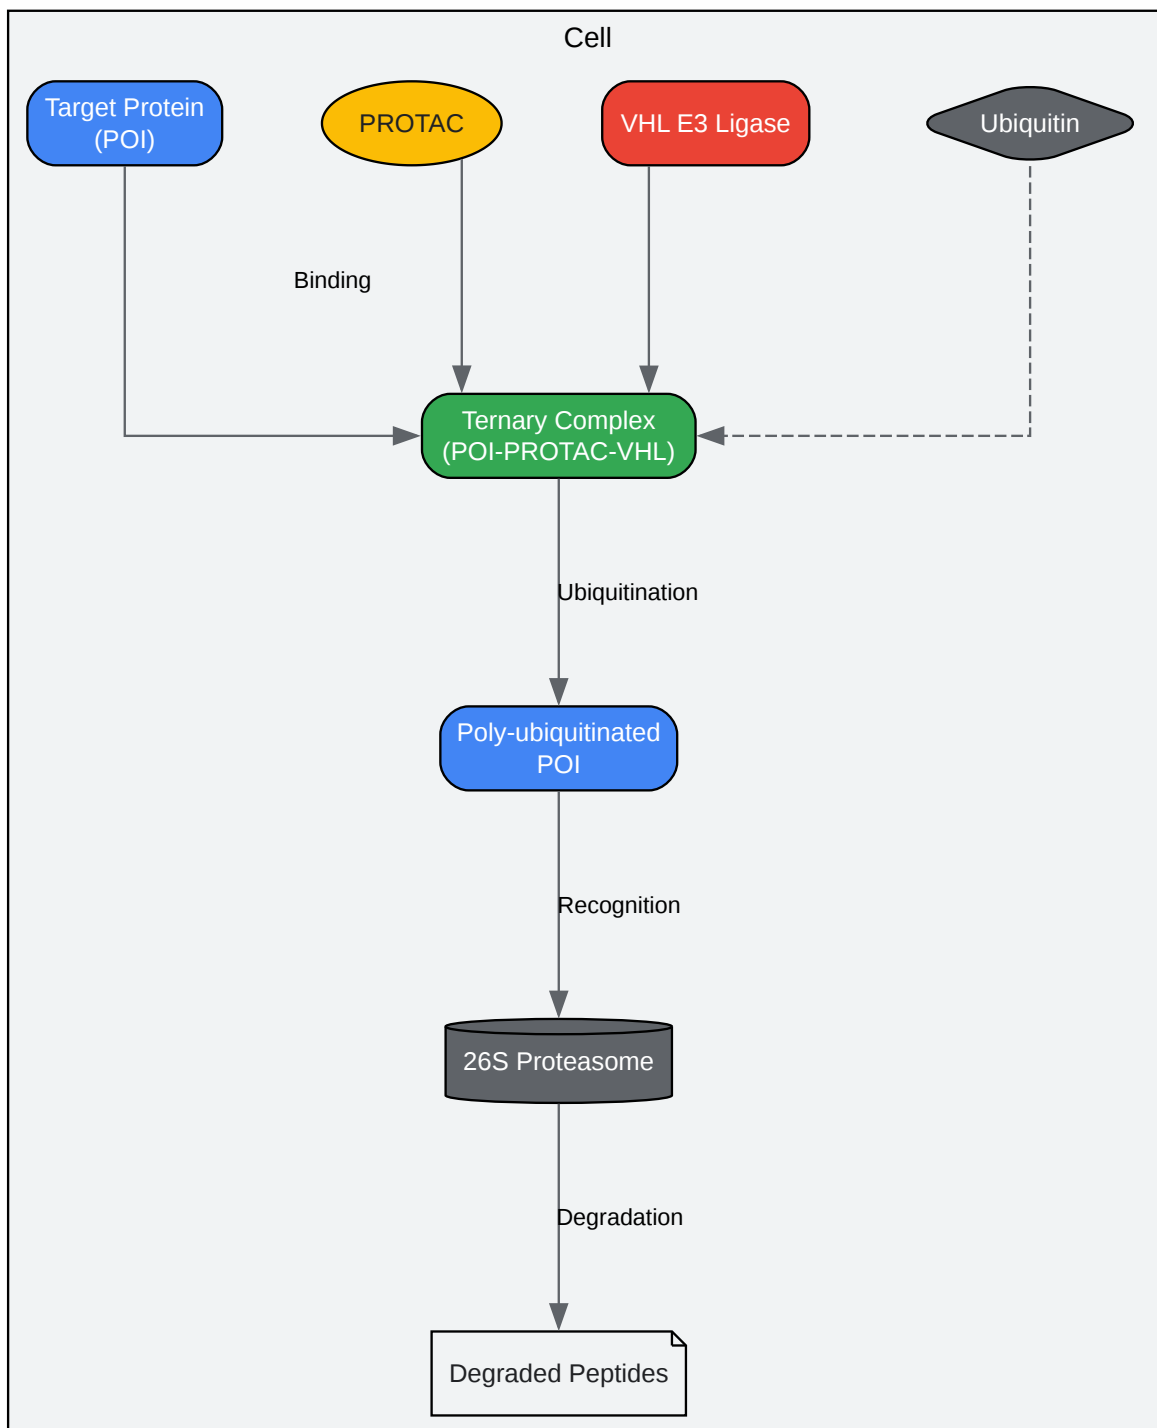 Cell
Target Protein
(POI)
PROTAC
VHL E3 Ligase
Ubiquitin
Binding
Ternary Complex
(POI-PROTAC-VHL)
Ubiquitination
Poly-ubiquitinated
POI
Recognition
26S Proteasome
Degradation
Degraded Peptides